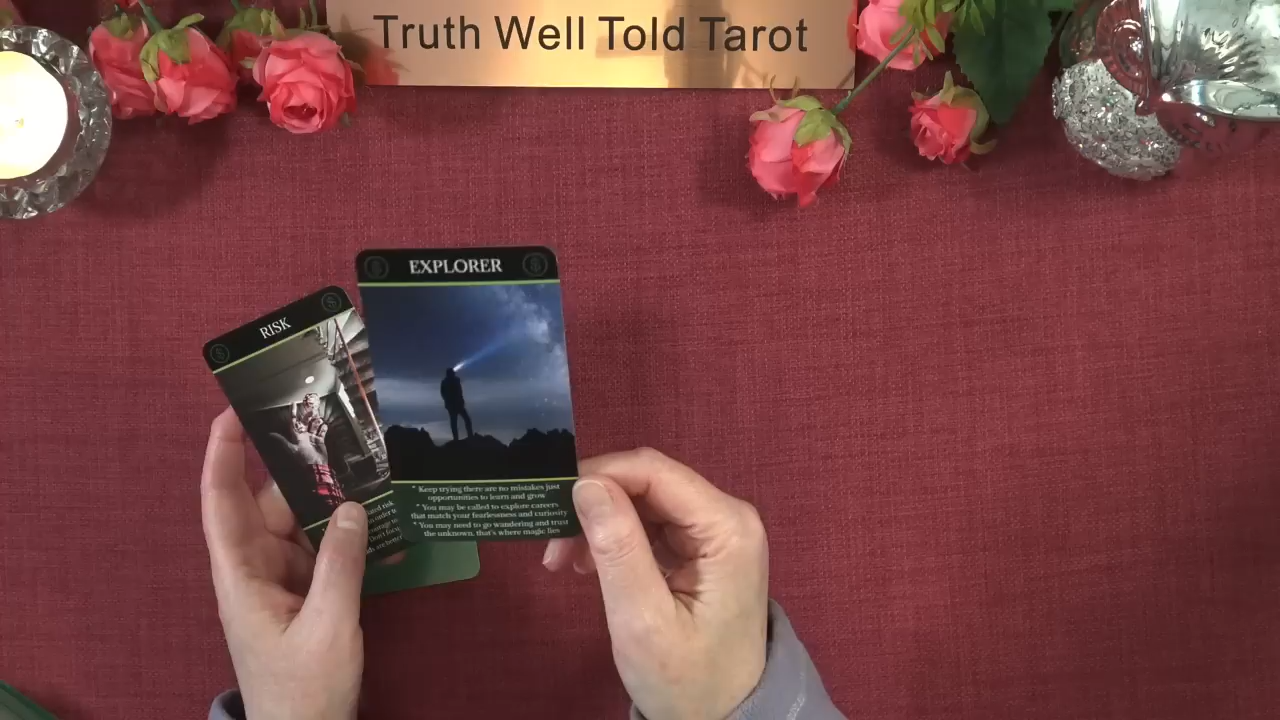 Truth Well Told Tarot
EXPLORER
RISK
* Keep trying there are no mistakes just
opportunities to learn and grow
* You may be called to explore careers
that match your fearlessness and curiosity
* You may need to go wandering and trust
the unknown, that's where magic lies